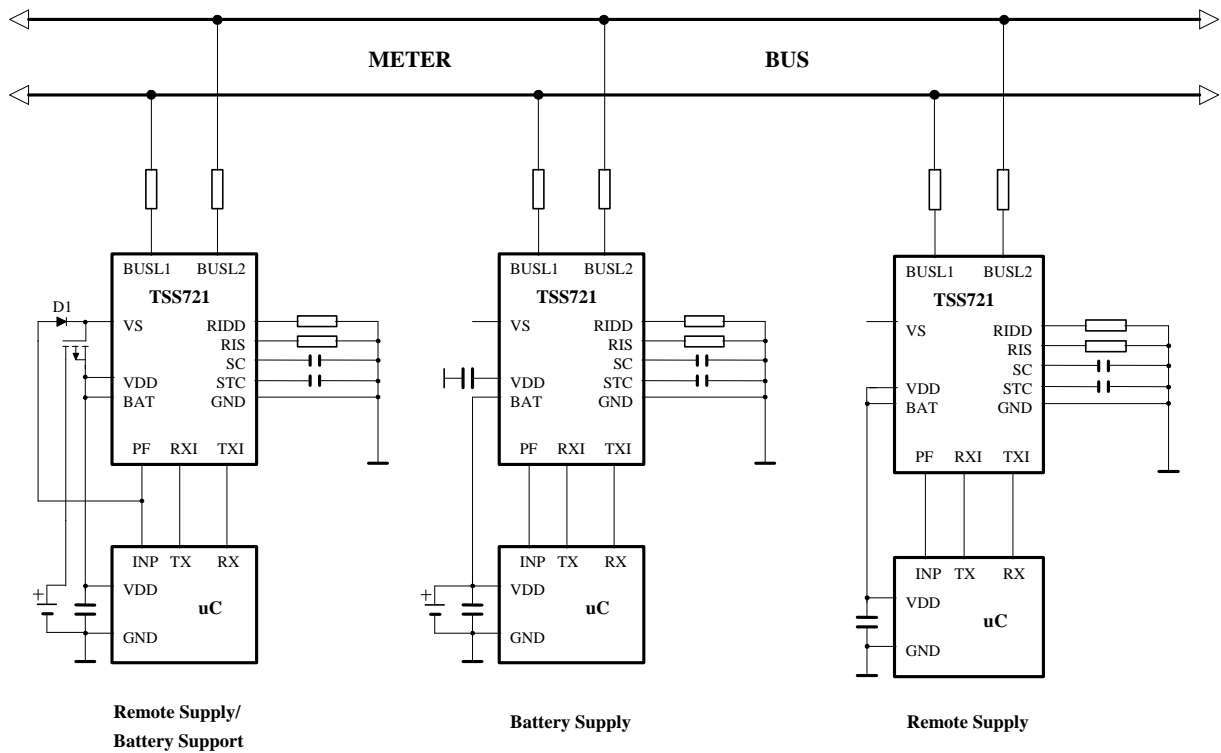 METER BUS
BUSL1 BUSL2
TSS721
D1
VS
RIDD
RIS
SC
VDD
STC
BAT
GND
PF RXI TXI
INP TX RX
+
VDD
uC
GND
Remote Supply/
Battery Support
BUSL1 BUSL2
TSS721
VS
RIDD
RIS
SC
VDD
STC
BAT
GND
PF RXI TXI
INP TX RX
+
VDD
uC
GND
Battery Supply
BUSL1 BUSL2
TSS721
VS
RIDD
RIS
SC
VDD
STC
BAT
GND
PF RXI TXI
INP TX RX
VDD
uC
GND
Remote Supply